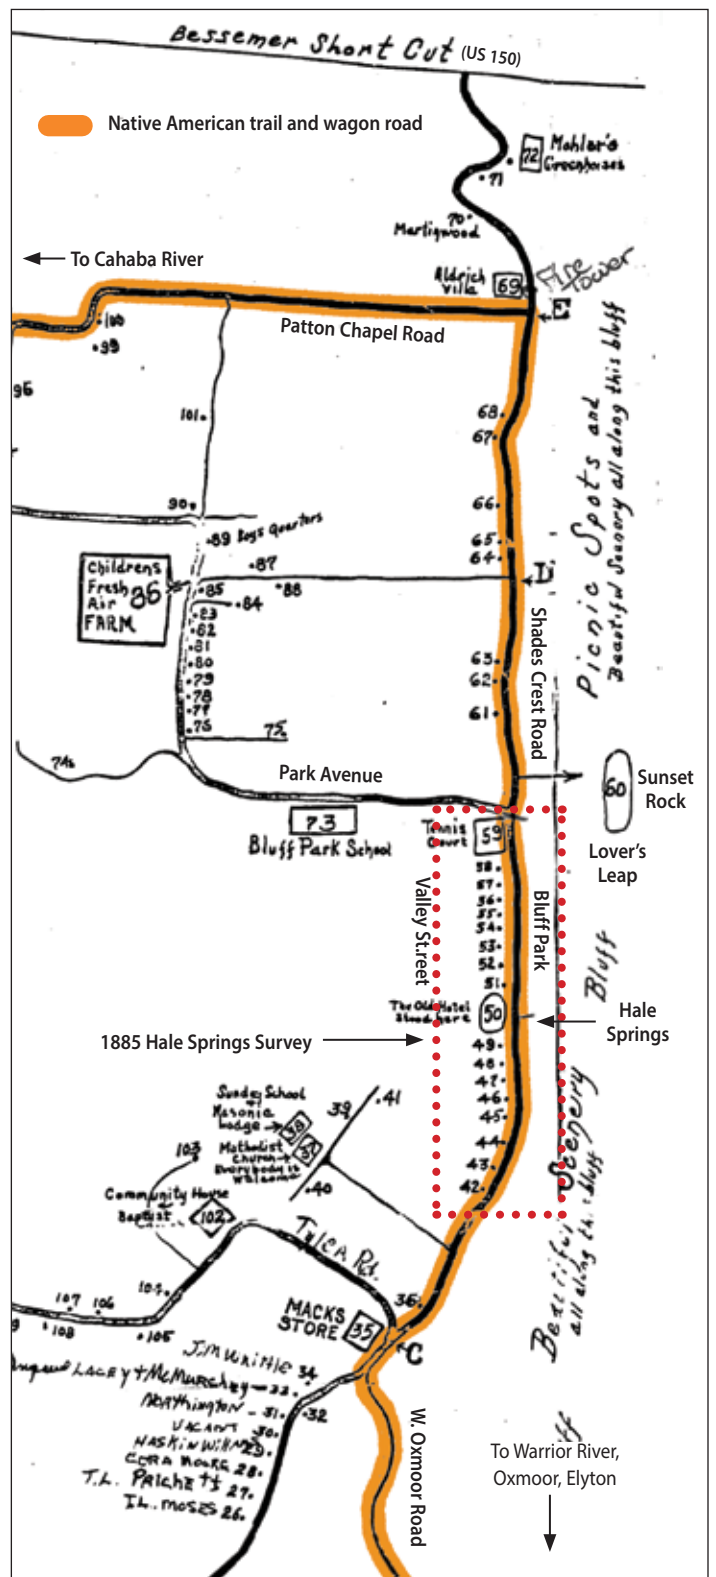 Bessemer Short Cut (US 150)
Native American trail and wagon road
72
Mahler's
Greenhouses
71
70
Martinwood
To Cahaba River
Aldrich
Villa
69
Fire
Tower
E
Patton Chapel Road
100
99
96
101
68
67
66
65
64
90
89 Boys Quarters
87
Childrens
Fresh
Air 86
FARM
85
88
84
83
82
81
80
79
78
77
76
75
74
D
Shades Crest Road
63
62
61
Picnic Spots and
Beautiful Scenery all along this bluff
Park Avenue
73
Bluff Park School
60
Sunset
Rock
Lover's
Leap
Tennis
Court
59
58
57
56
55
54
53
52
51
Valley St.reet
Bluff Park
The Old Hotel
Stood here
50
Hale
Springs
1885 Hale Springs Survey
49
48
47
46
45
44
43
42
Bluff
Beautiful Scenery
all along this bluff
Sunday School
Masonic
Lodge
38
39
41
Methodist
Church
37
Everybody is
Welcome
40
103
Community House
Baptist
102
Tyler Rd.
36
MACKS
STORE
35
C
107
106
108
105
J.M Whittle 34
LACEY + McMURCHEY 33
NORTHINGTON 31
32
VACANT 30
29
28
T.L. PRICHETT 27
I.L. MOSES 26
W. Oxmoor Road
To Warrior River,
Oxmoor, Elyton